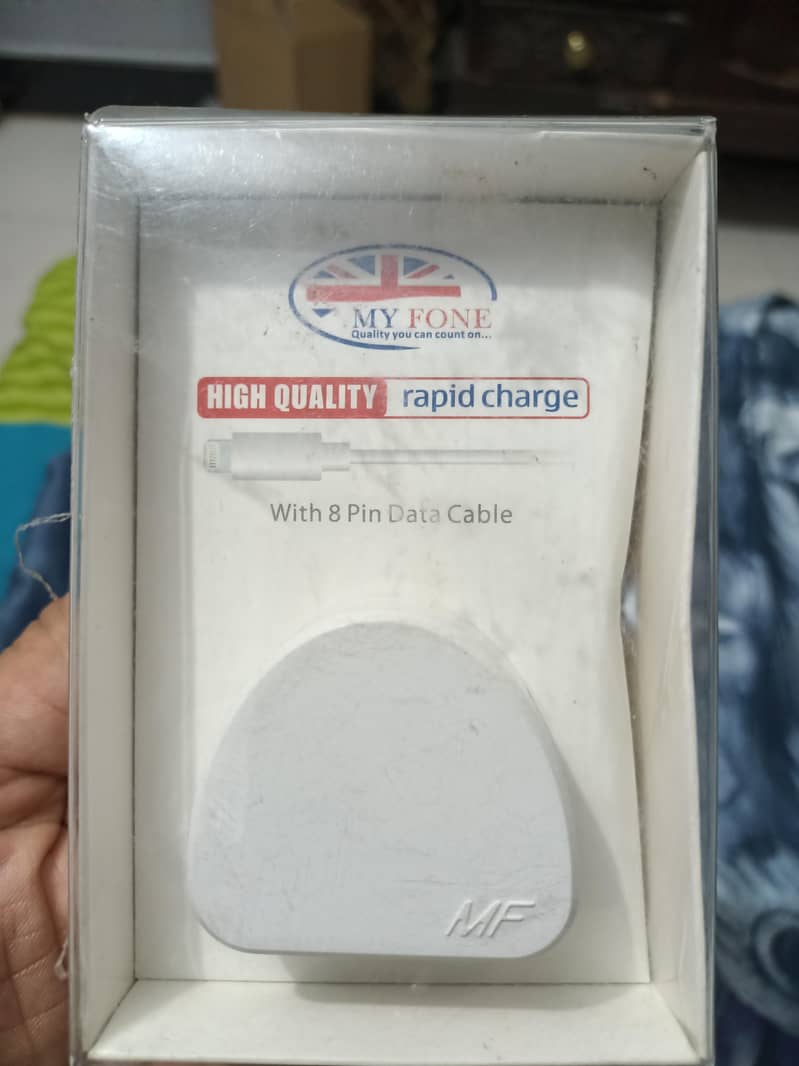 MY FONE
Quality you can count on...
HIGH QUALITY rapid charge
With 8 Pin Data Cable
MF